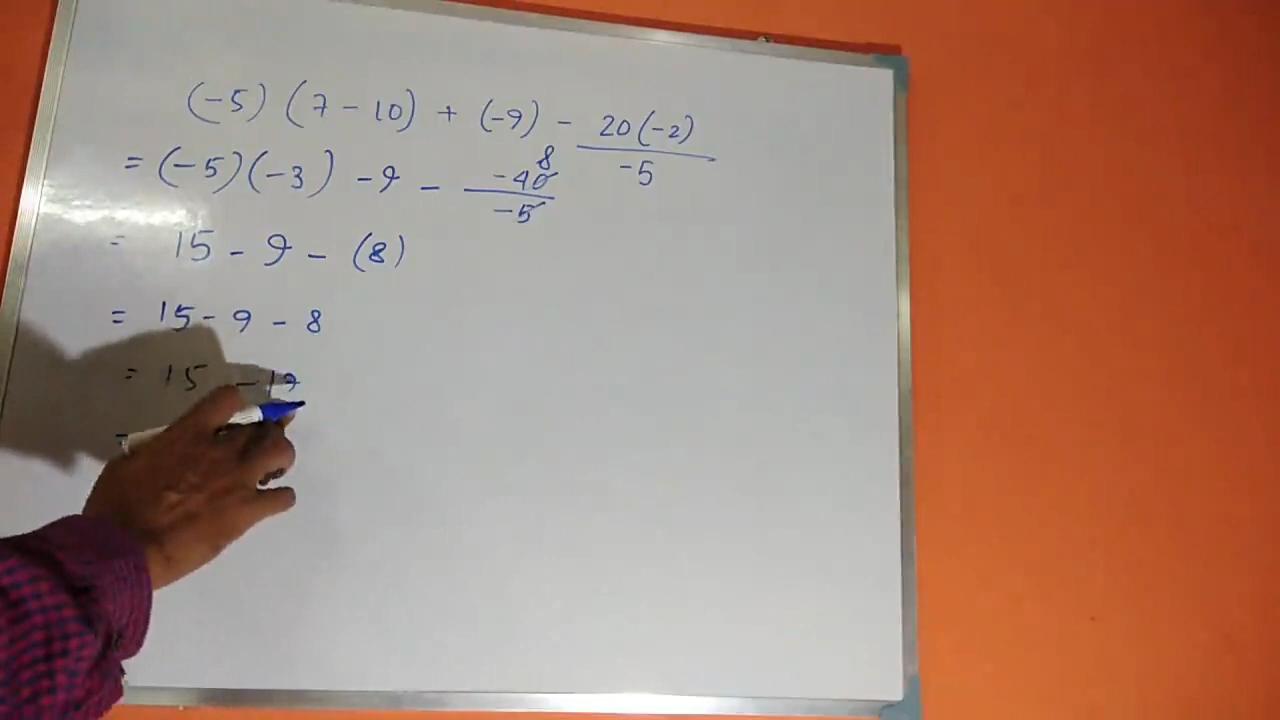 (-5) (7 - 10) + (-9) - 20(-2) / -5
= (-5)(-3) - 9 - -40 / -5 8
= 15 - 9 - (8)
= 15 - 9 - 8
= 15 - 17
=